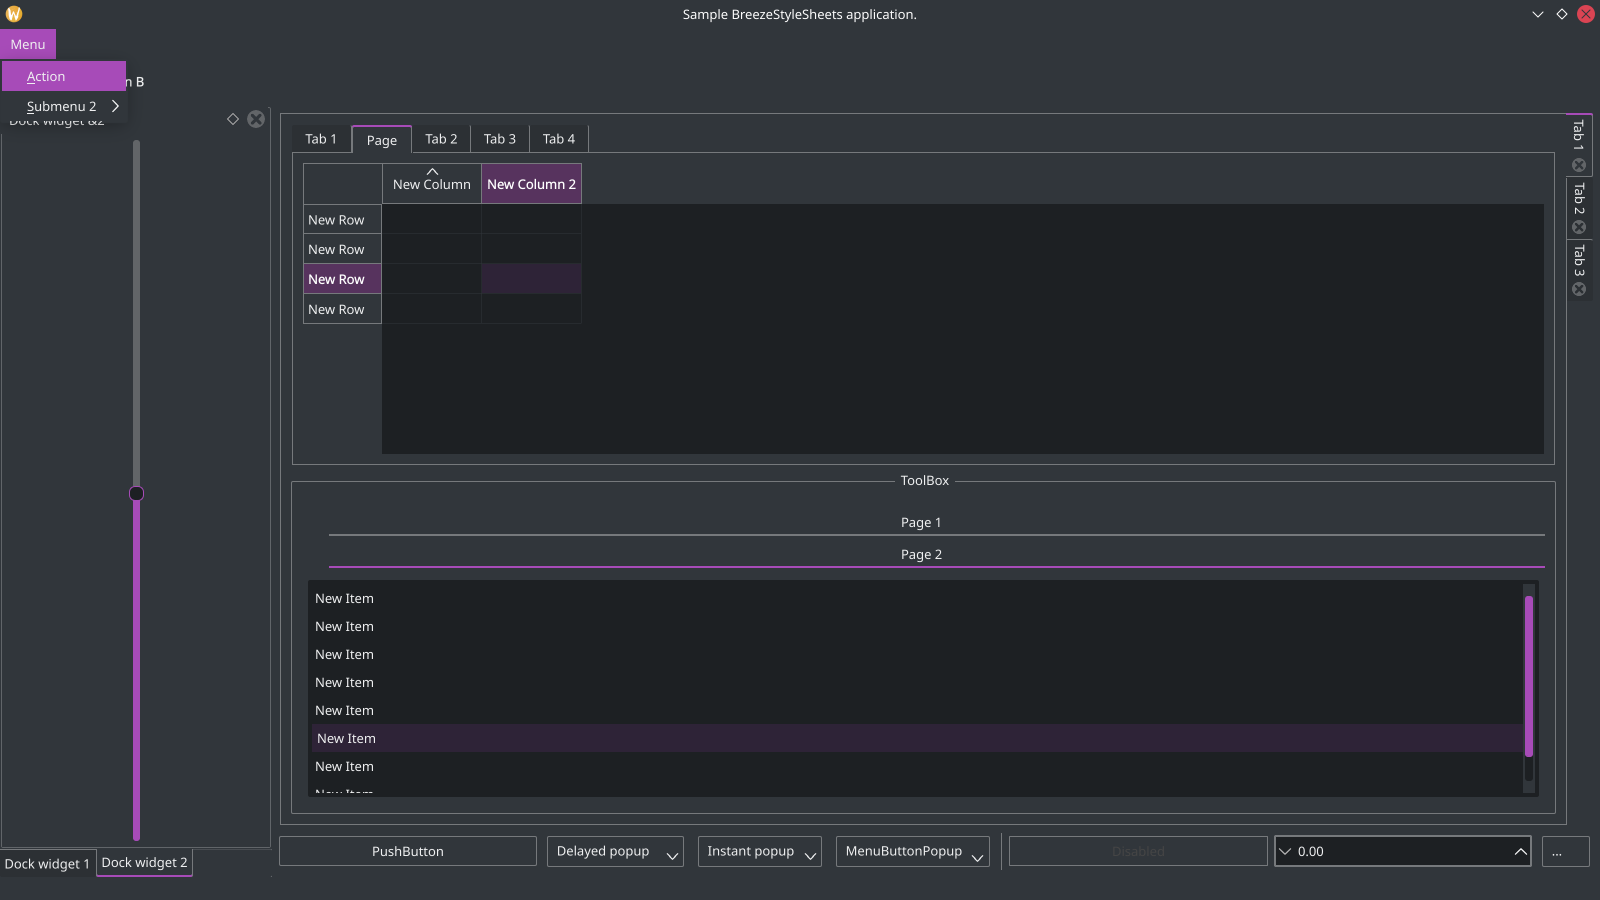 Sample BreezeStyleSheets application.
Menu
Action
n B
Submenu 2
Dock widget &2
Tab 1
Page
Tab 2
Tab 3
Tab 4
Tab 1
Tab 2
Tab 3
New Column
New Column 2
New Row
New Row
New Row
New Row
ToolBox
Page 1
Page 2
New Item
New Item
New Item
New Item
New Item
New Item
New Item
New Item
Dock widget 1
Dock widget 2
PushButton
Delayed popup
Instant popup
MenuButtonPopup
Disabled
0.00
...